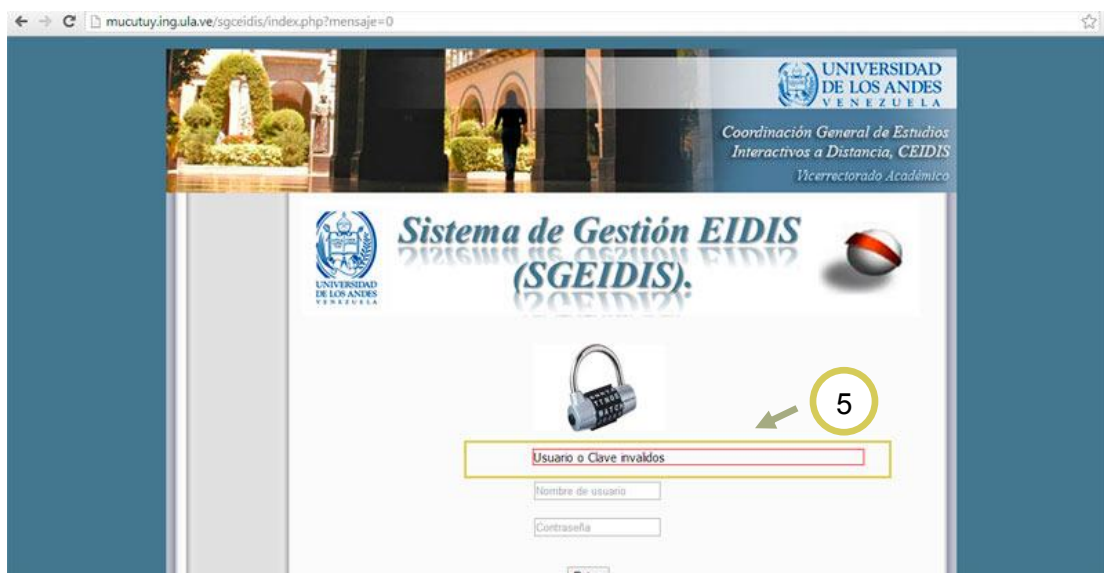 mucutuy.ing.ula.ve/sgceidis/index.php?mensaje=0
UNIVERSIDAD
DE LOS ANDES
VENEZUELA
Coordinación General de Estudios
Interactivos a Distancia, CEIDIS
Vicerrectorado Académico
Sistema de Gestión EIDIS
(SGEIDIS).
UNIVERSIDAD
DE LOS ANDES
VENEZUELA
5
Usuario o Clave invalidos
Nombre de usuario
Contraseña